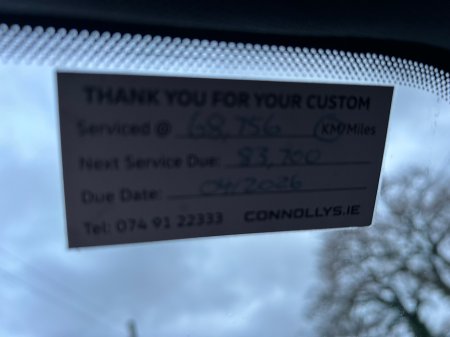 THANK YOU FOR YOUR CUSTOM
Serviced @ 68,756 KM/Miles
Next Service Due: 83,700
Due Date: 04/2026
Tel: 074 91 22333 CONNOLLYS.IE